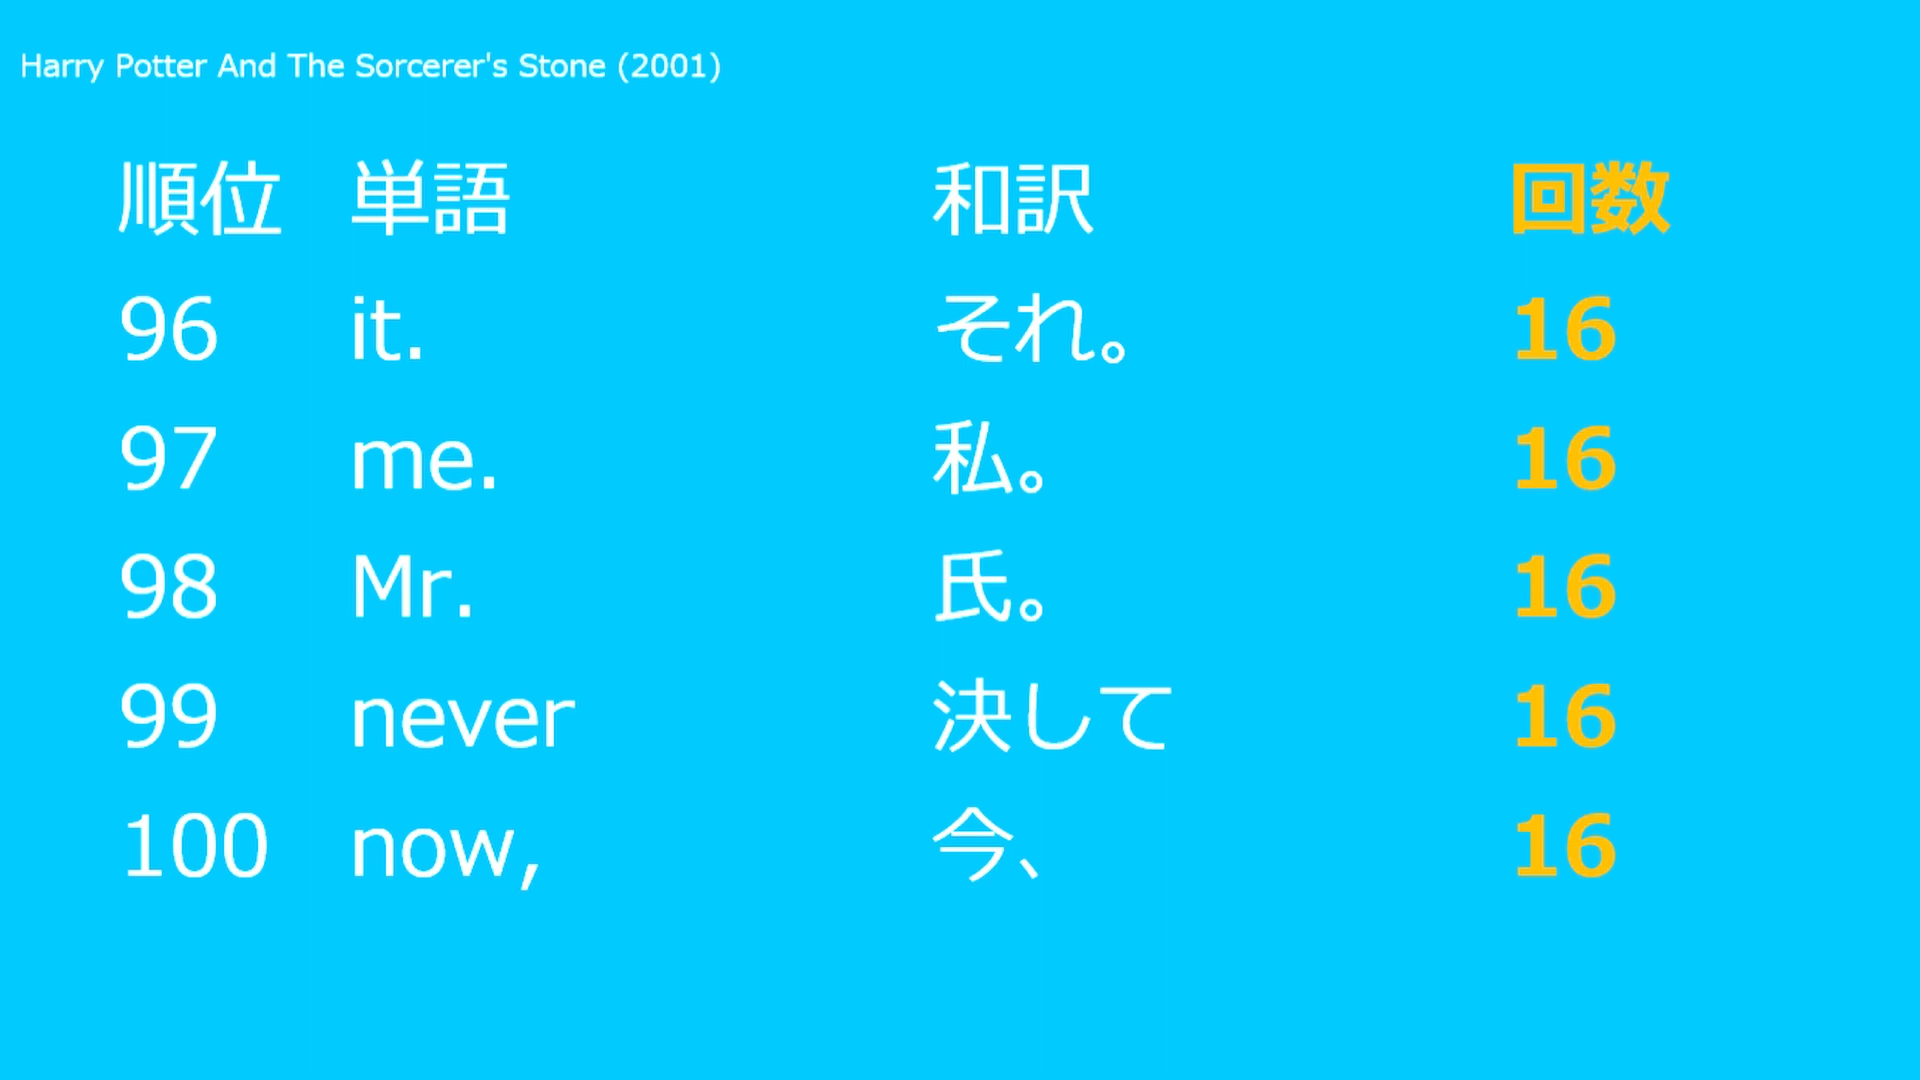 Harry Potter And The Sorcerer's Stone (2001)
順位 単語 和訳 回数
96 it. それ。 16
97 me. 私。 16
98 Mr. 氏。 16
99 never 決して 16
100 now, 今、 16